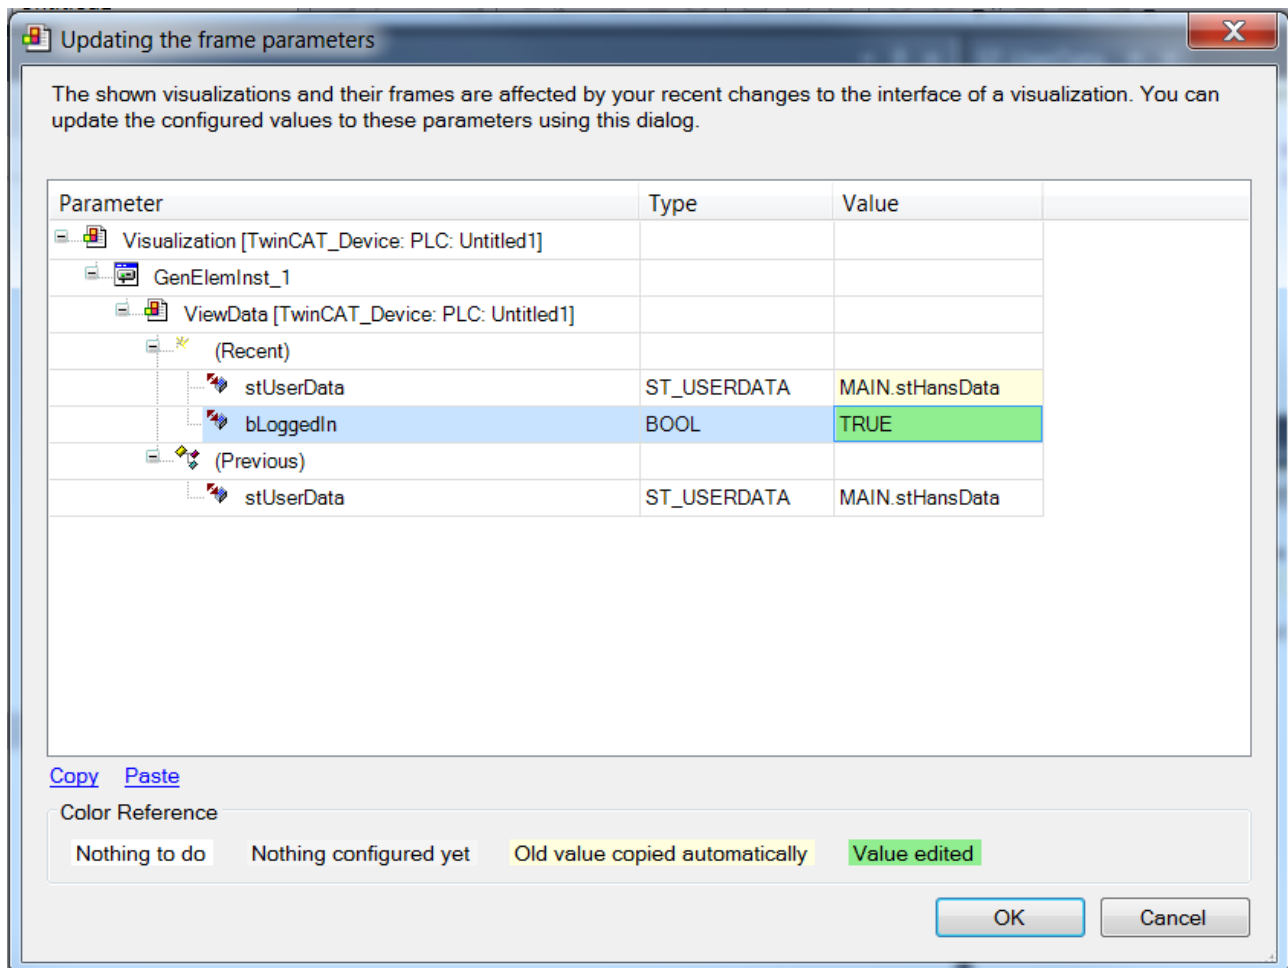 Updating the frame parameters
The shown visualizations and their frames are affected by your recent changes to the interface of a visualization. You can
update the configured values to these parameters using this dialog.
Parameter Type Value
Visualization [TwinCAT_Device: PLC: Untitled1]
GenElemInst_1
ViewData [TwinCAT_Device: PLC: Untitled1]
(Recent)
stUserData ST_USERDATA MAIN.stHansData
bLoggedIn BOOL TRUE
(Previous)
stUserData ST_USERDATA MAIN.stHansData
Copy Paste
Color Reference
Nothing to do Nothing configured yet Old value copied automatically Value edited
OK Cancel